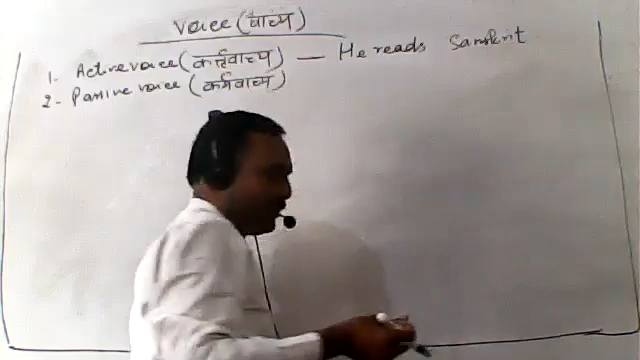 Voice (वाच्य)
1. Active voice (कर्तृवाच्य) — He reads Sanskrit
2. Passive voice (कर्मवाच्य)